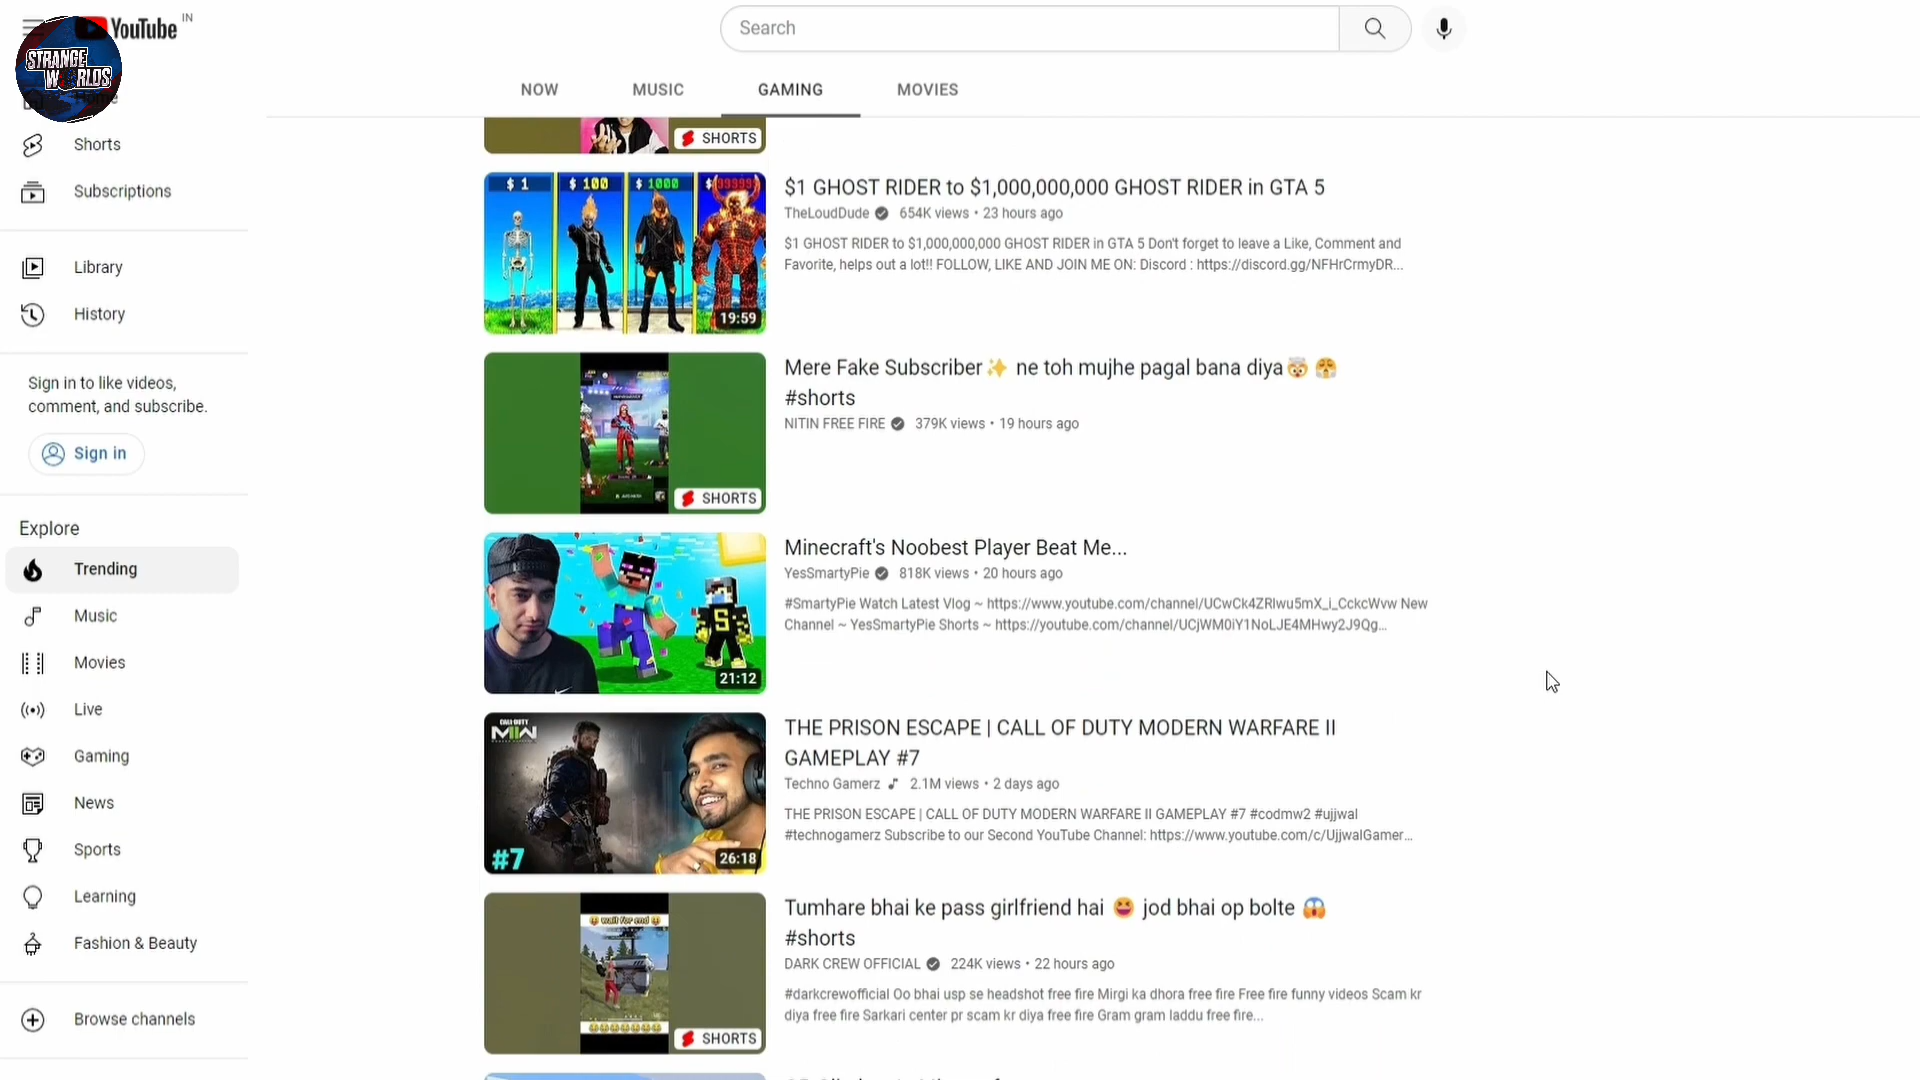 IN
YouTube
STRANGE
WORLDS
Search
NOW
MUSIC
GAMING
MOVIES
Shorts
Subscriptions
Library
History
Sign in to like videos,
comment, and subscribe.
Sign in
Explore
Trending
Music
Movies
Live
Gaming
News
Sports
Learning
Fashion & Beauty
Browse channels
SHORTS
$ 1
$ 100
$ 1000
19:59
$1 GHOST RIDER to $1,000,000,000 GHOST RIDER in GTA 5
TheLoudDude 654K views • 23 hours ago
$1 GHOST RIDER to $1,000,000,000 GHOST RIDER in GTA 5 Don't forget to leave a Like, Comment and
Favorite, helps out a lot!! FOLLOW, LIKE AND JOIN ME ON: Discord : https://discord.gg/NFHrCrmyDR...
SHORTS
Mere Fake Subscriber✨ ne toh mujhe pagal bana diya🤯 😤
#shorts
NITIN FREE FIRE 379K views • 19 hours ago
S
21:12
Minecraft's Noobest Player Beat Me...
YesSmartyPie 818K views • 20 hours ago
#SmartyPie Watch Latest Vlog ~ https://www.youtube.com/channel/UCwCk4ZRlwu5mX_i_CckcWvw New
Channel ~ YesSmartyPie Shorts ~ https://youtube.com/channel/UCjWM0iY1NoLJE4MHwy2J9Qg...
CALL OF DUTY
MW
#7
26:18
THE PRISON ESCAPE | CALL OF DUTY MODERN WARFARE II
GAMEPLAY #7
Techno Gamerz 2.1M views • 2 days ago
THE PRISON ESCAPE | CALL OF DUTY MODERN WARFARE II GAMEPLAY #7 #codmw2 #ujjwal
#technogamerz Subscribe to our Second YouTube Channel: https://www.youtube.com/c/UjjwalGamer...
😆 wait for end 😆
SHORTS
Tumhare bhai ke pass girlfriend hai 😆 jod bhai op bolte 😱
#shorts
DARK CREW OFFICIAL 224K views • 22 hours ago
#darkcrewofficial Oo bhai usp se headshot free fire Mirgi ka dhora free fire Free fire funny videos Scam kr
diya free fire Sarkari center pr scam kr diya free fire Gram gram laddu free fire...